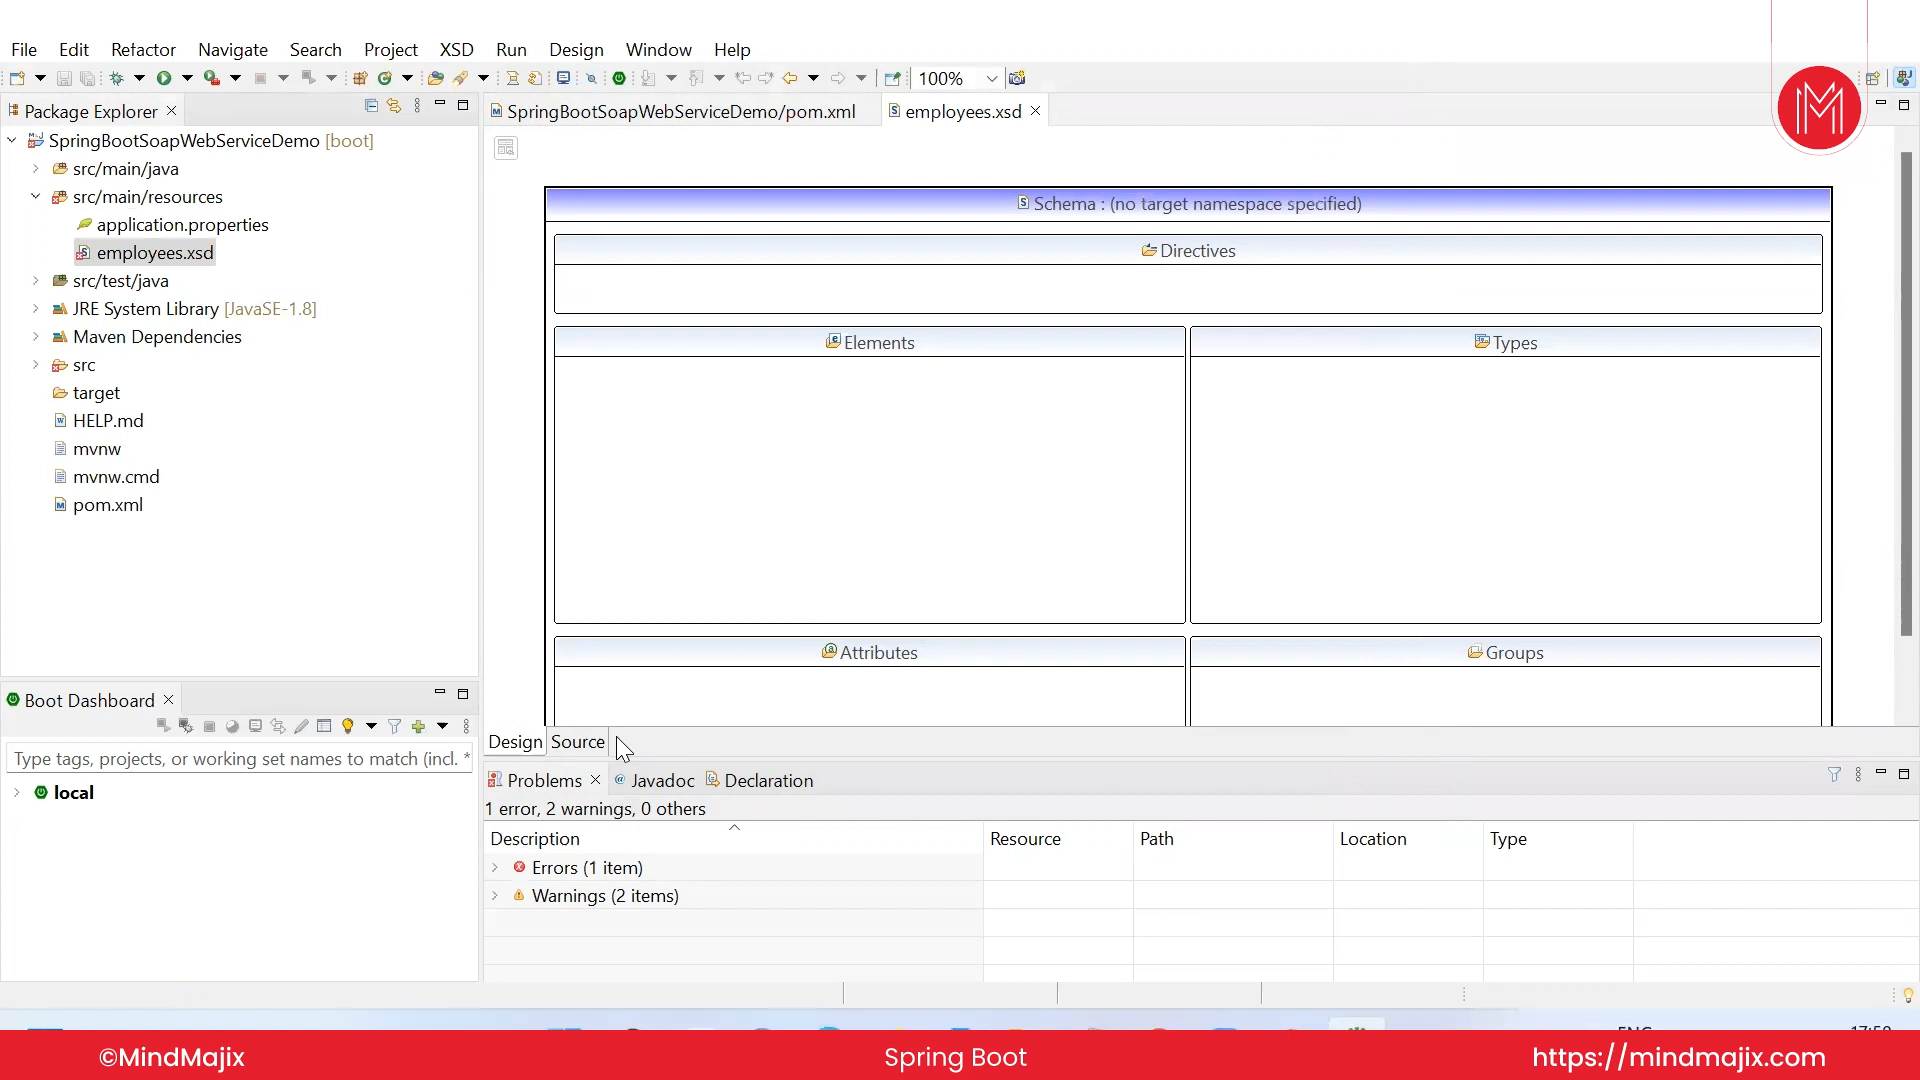 File Edit Refactor Navigate Search Project XSD Run Design Window Help
100%
Package Explorer
SpringBootSoapWebServiceDemo [boot]
src/main/java
src/main/resources
application.properties
employees.xsd
src/test/java
JRE System Library [JavaSE-1.8]
Maven Dependencies
src
target
HELP.md
mvnw
mvnw.cmd
pom.xml
SpringBootSoapWebServiceDemo/pom.xml
employees.xsd
Schema : (no target namespace specified)
Directives
Elements
Types
Attributes
Groups
Design Source
Boot Dashboard
Type tags, projects, or working set names to match (incl. *
local
Problems Javadoc Declaration
1 error, 2 warnings, 0 others
Description Resource Path Location Type
Errors (1 item)
Warnings (2 items)
©MindMajix
Spring Boot
https://mindmajix.com